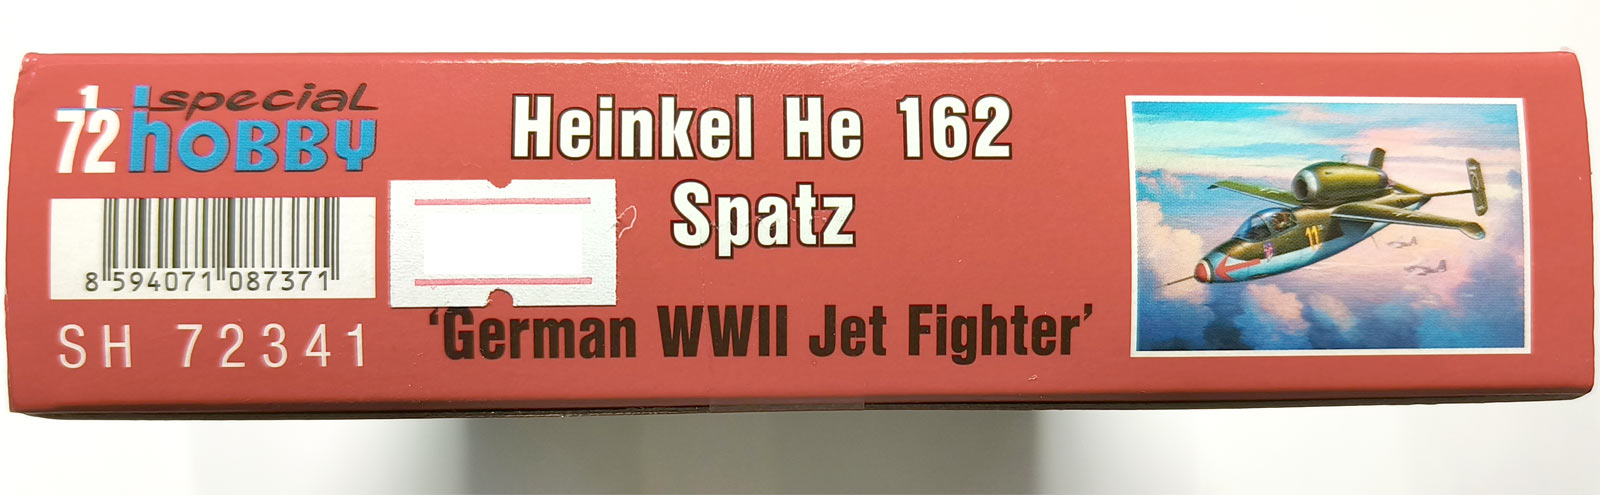 1/72 special
hobby
8 594071 087371
SH 72341
Heinkel He 162
Spatz
'German WWII Jet Fighter'
11